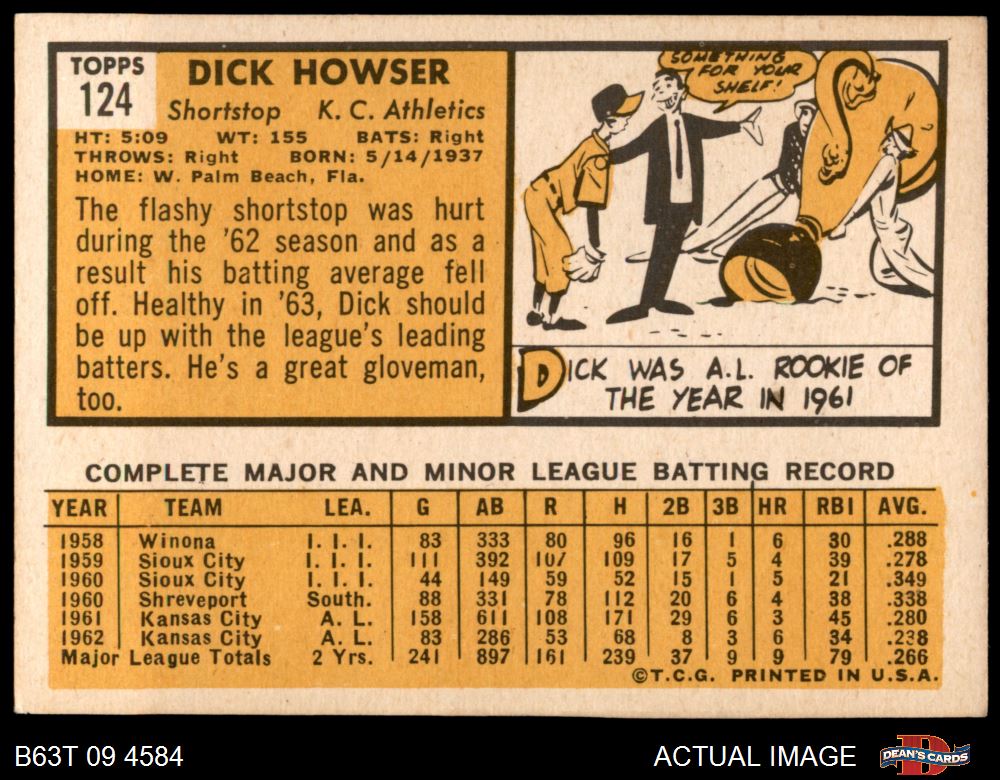 TOPPS
124
DICK HOWSER
Shortstop K. C. Athletics
HT: 5:09 WT: 155 BATS: Right
THROWS: Right BORN: 5/14/1937
HOME: W. Palm Beach, Fla.
The flashy shortstop was hurt
during the '62 season and as a
result his batting average fell
off. Healthy in '63, Dick should
be up with the league's leading
batters. He's a great gloveman,
too.
SOMETHING
FOR YOUR
SHELF!
DICK WAS A.L. ROOKIE OF
THE YEAR IN 1961
COMPLETE MAJOR AND MINOR LEAGUE BATTING RECORD
YEAR TEAM LEA. G AB R H 2B 3B HR RBI AVG.
1958 Winona I. I. I. 83 333 80 96 16 1 6 30 .288
1959 Sioux City I. I. I. 111 392 107 109 17 5 4 39 .278
1960 Sioux City I. I. I. 44 149 59 52 15 1 5 21 .349
1960 Shreveport South. 88 331 78 112 20 6 4 38 .338
1961 Kansas City A. L. 158 611 108 171 29 6 3 45 .280
1962 Kansas City A. L. 83 286 53 68 8 3 6 34 .238
Major League Totals 2 Yrs. 241 897 161 239 37 9 9 79 .266
©T.C.G. PRINTED IN U.S.A.
B63T 09 4584 ACTUAL IMAGE DEAN'S CARDS